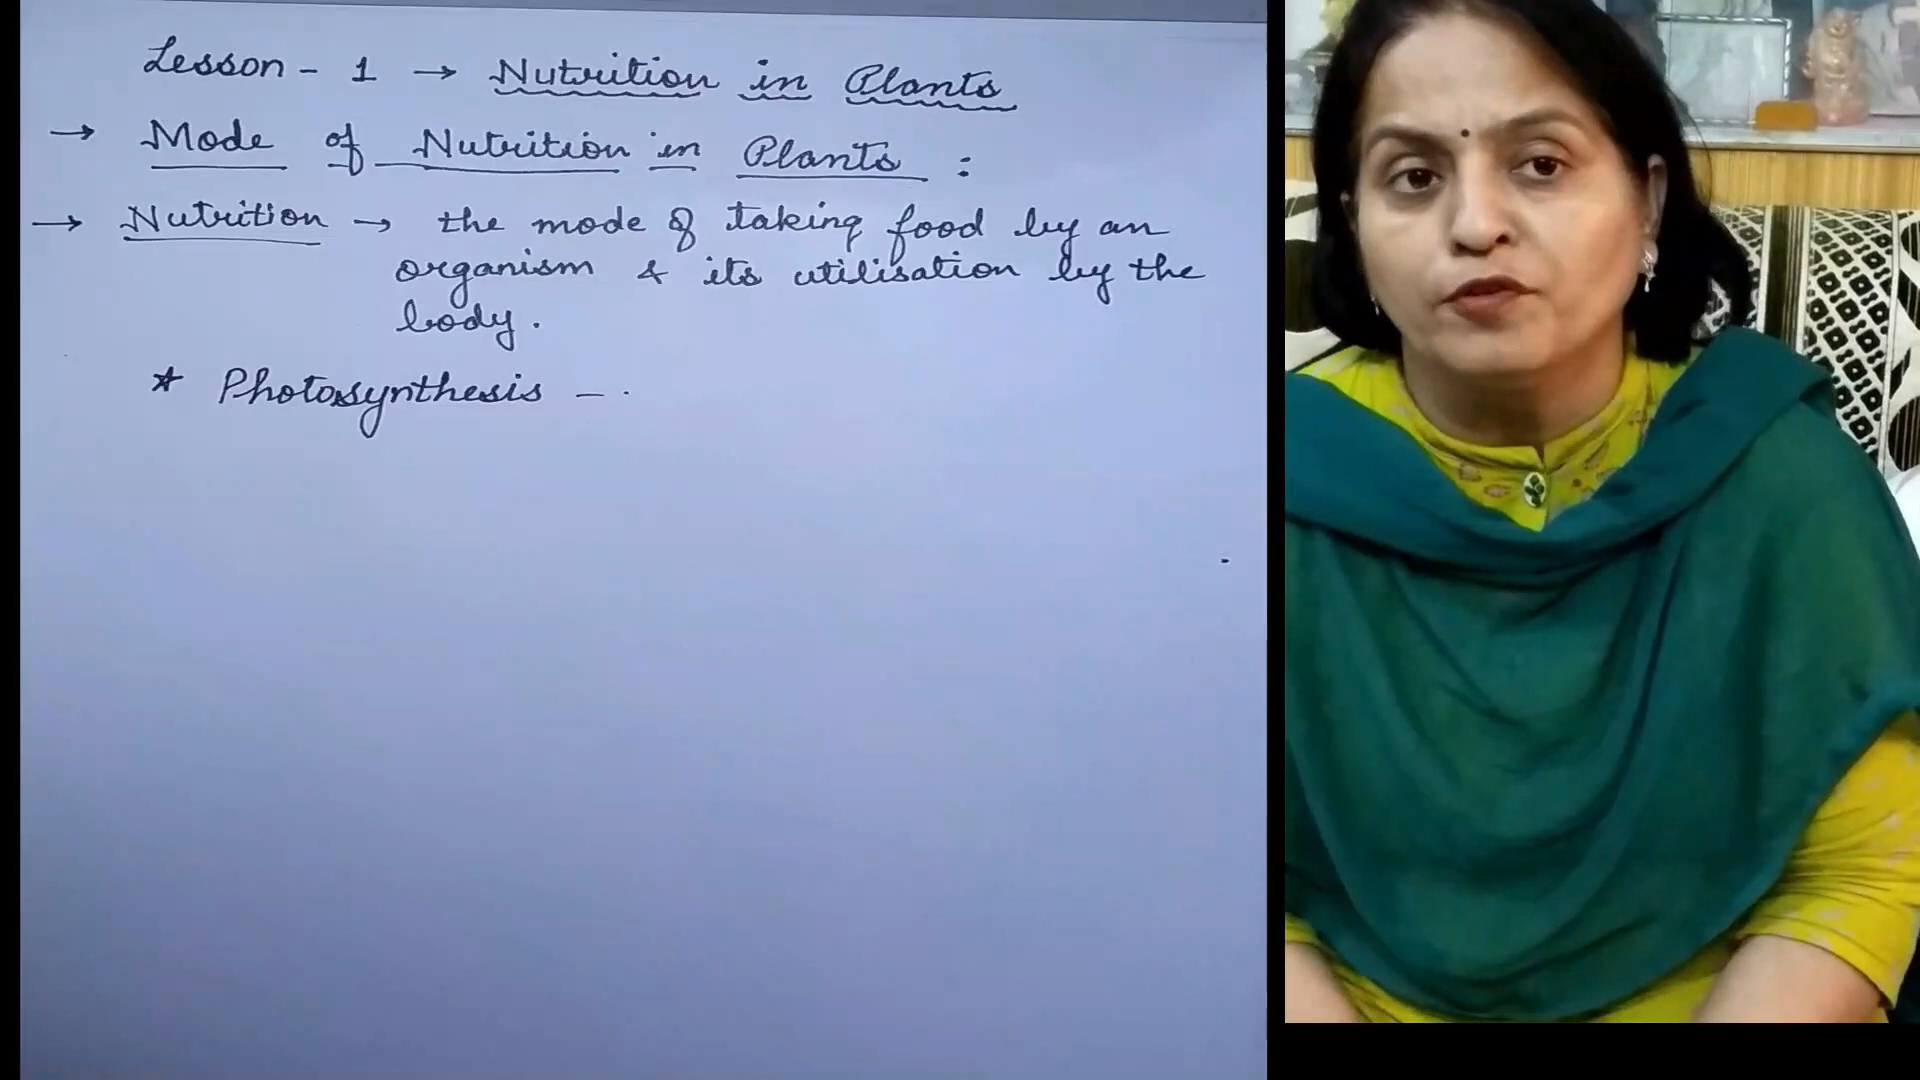 Lesson - 1 → Nutrition in Plants
→ Mode of Nutrition in Plants :
→ Nutrition → the mode of taking food by an
organism & its utilisation by the
body.
* Photosynthesis - .